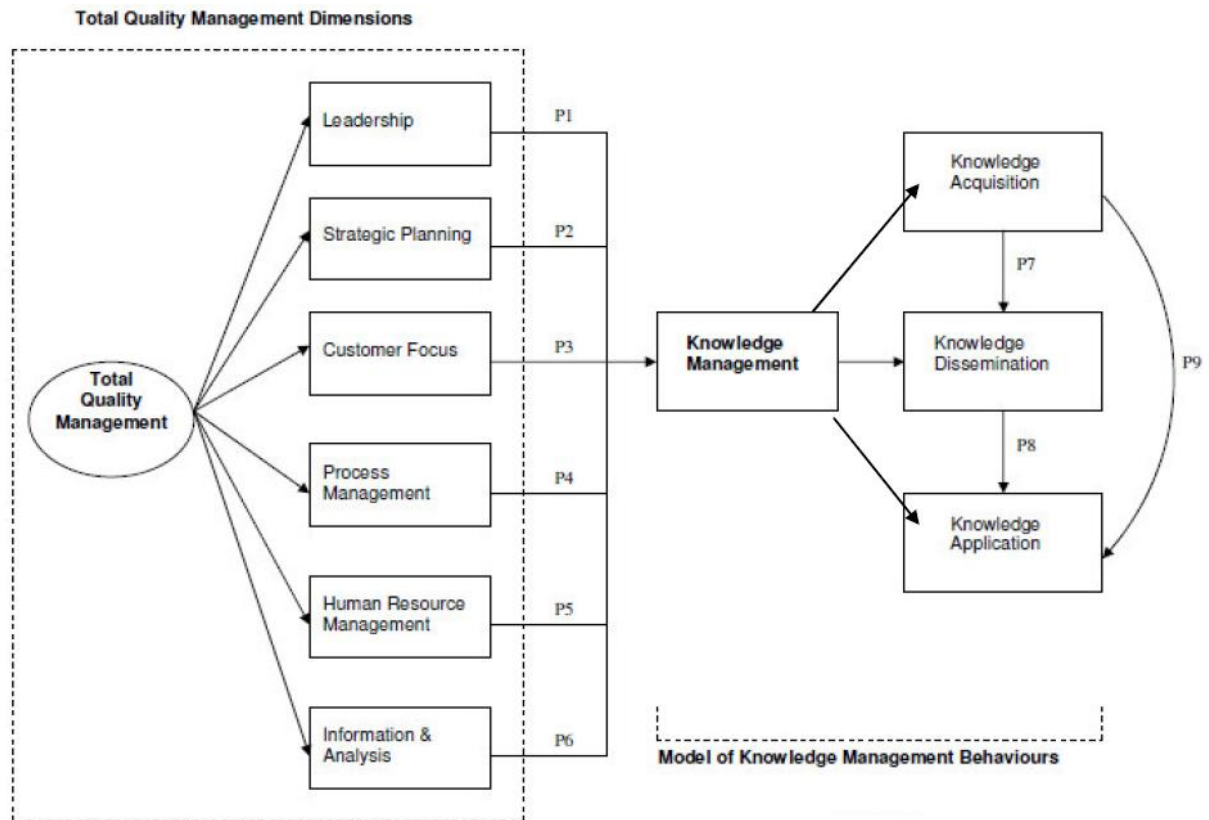 Total Quality Management Dimensions
Leadership
P1
Strategic Planning
P2
Customer Focus
P3
Total
Quality
Management
Process
Management
P4
Human Resource
Management
P5
Information &
Analysis
P6
Knowledge
Management
Knowledge
Acquisition
P7
Knowledge
Dissemination
P9
P8
Knowledge
Application
Model of Knowledge Management Behaviours